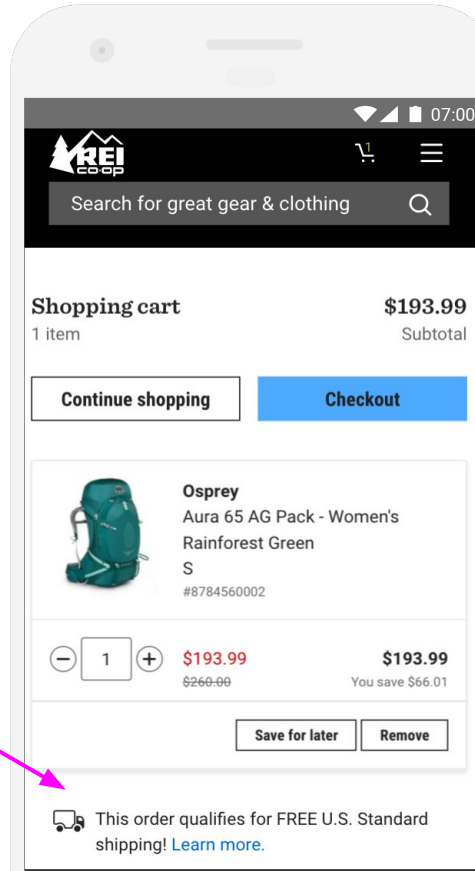 07:00
REI
CO·OP
1
Search for great gear & clothing
Shopping cart
$193.99
1 item
Subtotal
Continue shopping
Checkout
Osprey
Aura 65 AG Pack - Women's
Rainforest Green
S
#8784560002
1
$193.99
$193.99
$260.00
You save $66.01
Save for later
Remove
This order qualifies for FREE U.S. Standard
shipping! Learn more.